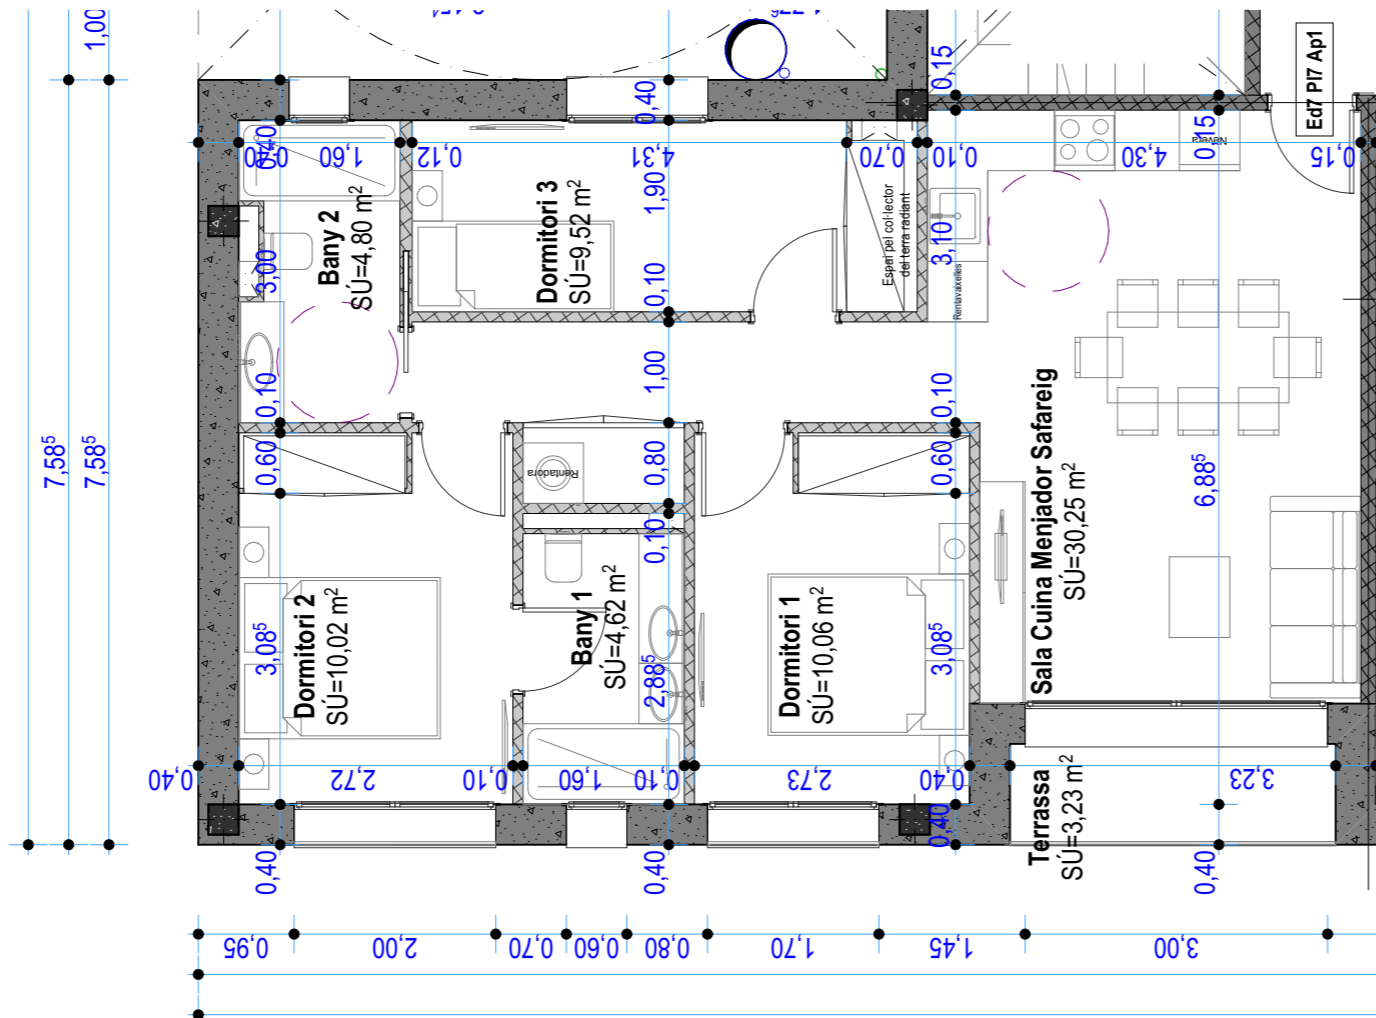 2,15⁴
1,77⁶
1,00
0,40
0,15
Ed7 Pl7 Ap1
0,40
0,40
1,60
0,12
4,31
0,70
0,10
4,30
Nevera
0,15
0,15
1,90
3,10
Bany 2
SÚ=4,80 m²
Dormitori 3
SÚ=9,52 m²
Espai pel col·lector
del terra radiant
Rentavaixelles
3,00
0,10
7,58⁵
7,58⁵
0,10
1,00
0,10
0,60
Rentadora
0,80
0,60
0,10
6,88⁵
Sala Cuina Menjador Safareig
SÚ=30,25 m²
Dormitori 2
SÚ=10,02 m²
Bany 1
SÚ=4,62 m²
Dormitori 1
SÚ=10,06 m²
3,08⁵
2,88⁵
3,08⁵
0,40
2,72
0,10
1,60
0,10
2,73
0,40
3,23
Terrassa
SÚ=3,23 m²
0,40
0,40
0,40
0,40
0,95
2,00
0,70
0,60
0,80
1,70
1,45
3,00